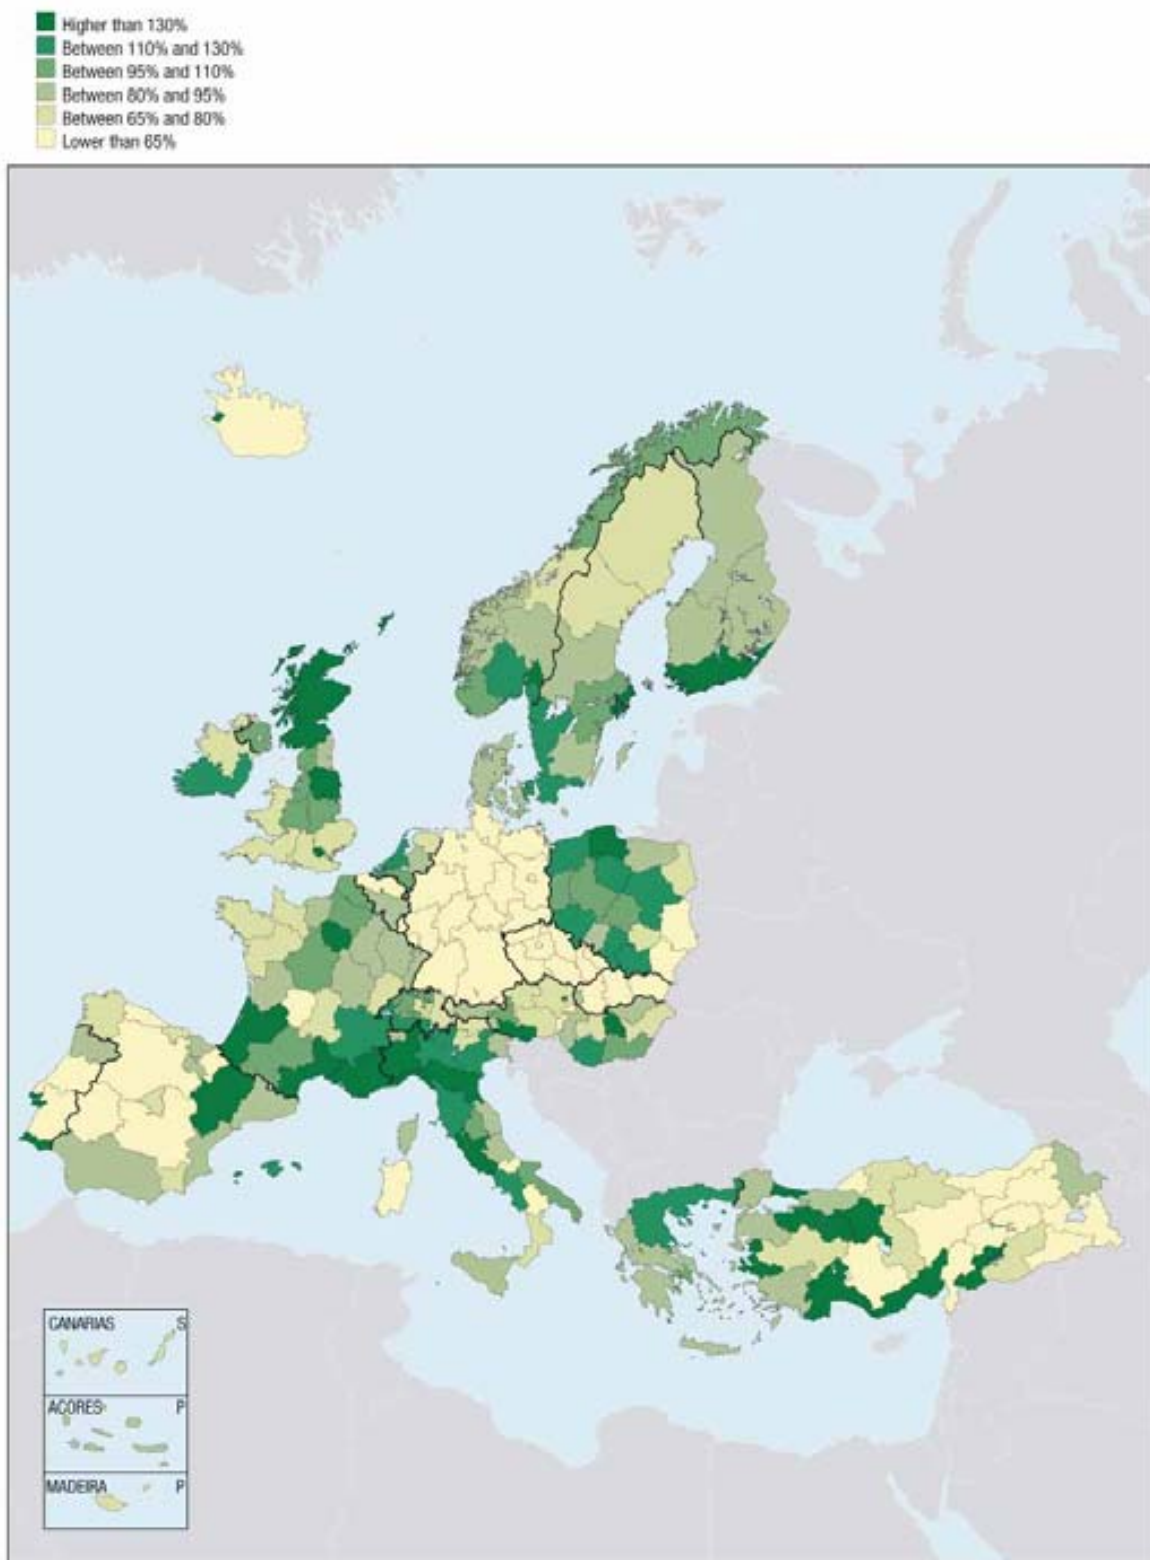 Higher than 130%
Between 110% and 130%
Between 95% and 110%
Between 80% and 95%
Between 65% and 80%
Lower than 65%
CANARIAS S
AÇORES P
MADEIRA P